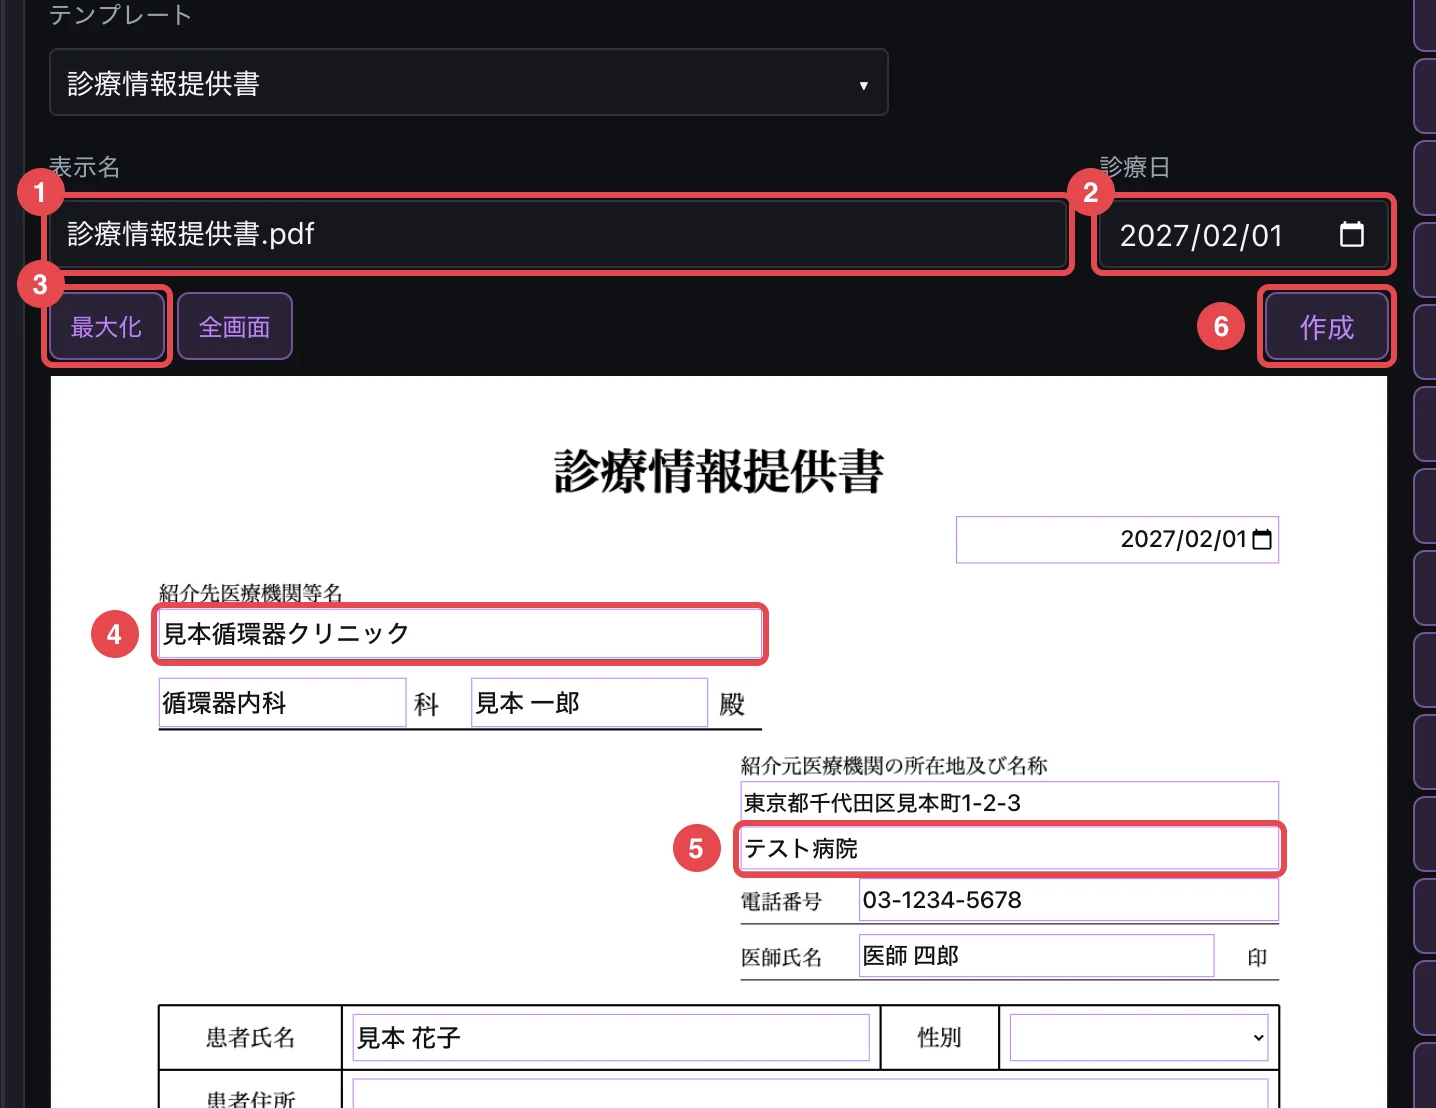 テンプレート
診療情報提供書 ▼
表示名 診療日
1 2
診療情報提供書.pdf 2027/02/01
3
最大化 全画面 6 作成
診療情報提供書
2027/02/01
紹介先医療機関等名
4 見本循環器クリニック
循環器内科 科 見本 一郎 殿
紹介元医療機関の所在地及び名称
東京都千代田区見本町1-2-3
5 テスト病院
電話番号 03-1234-5678
医師氏名 医師 四郎 印
患者氏名 見本 花子 性別
患者住所